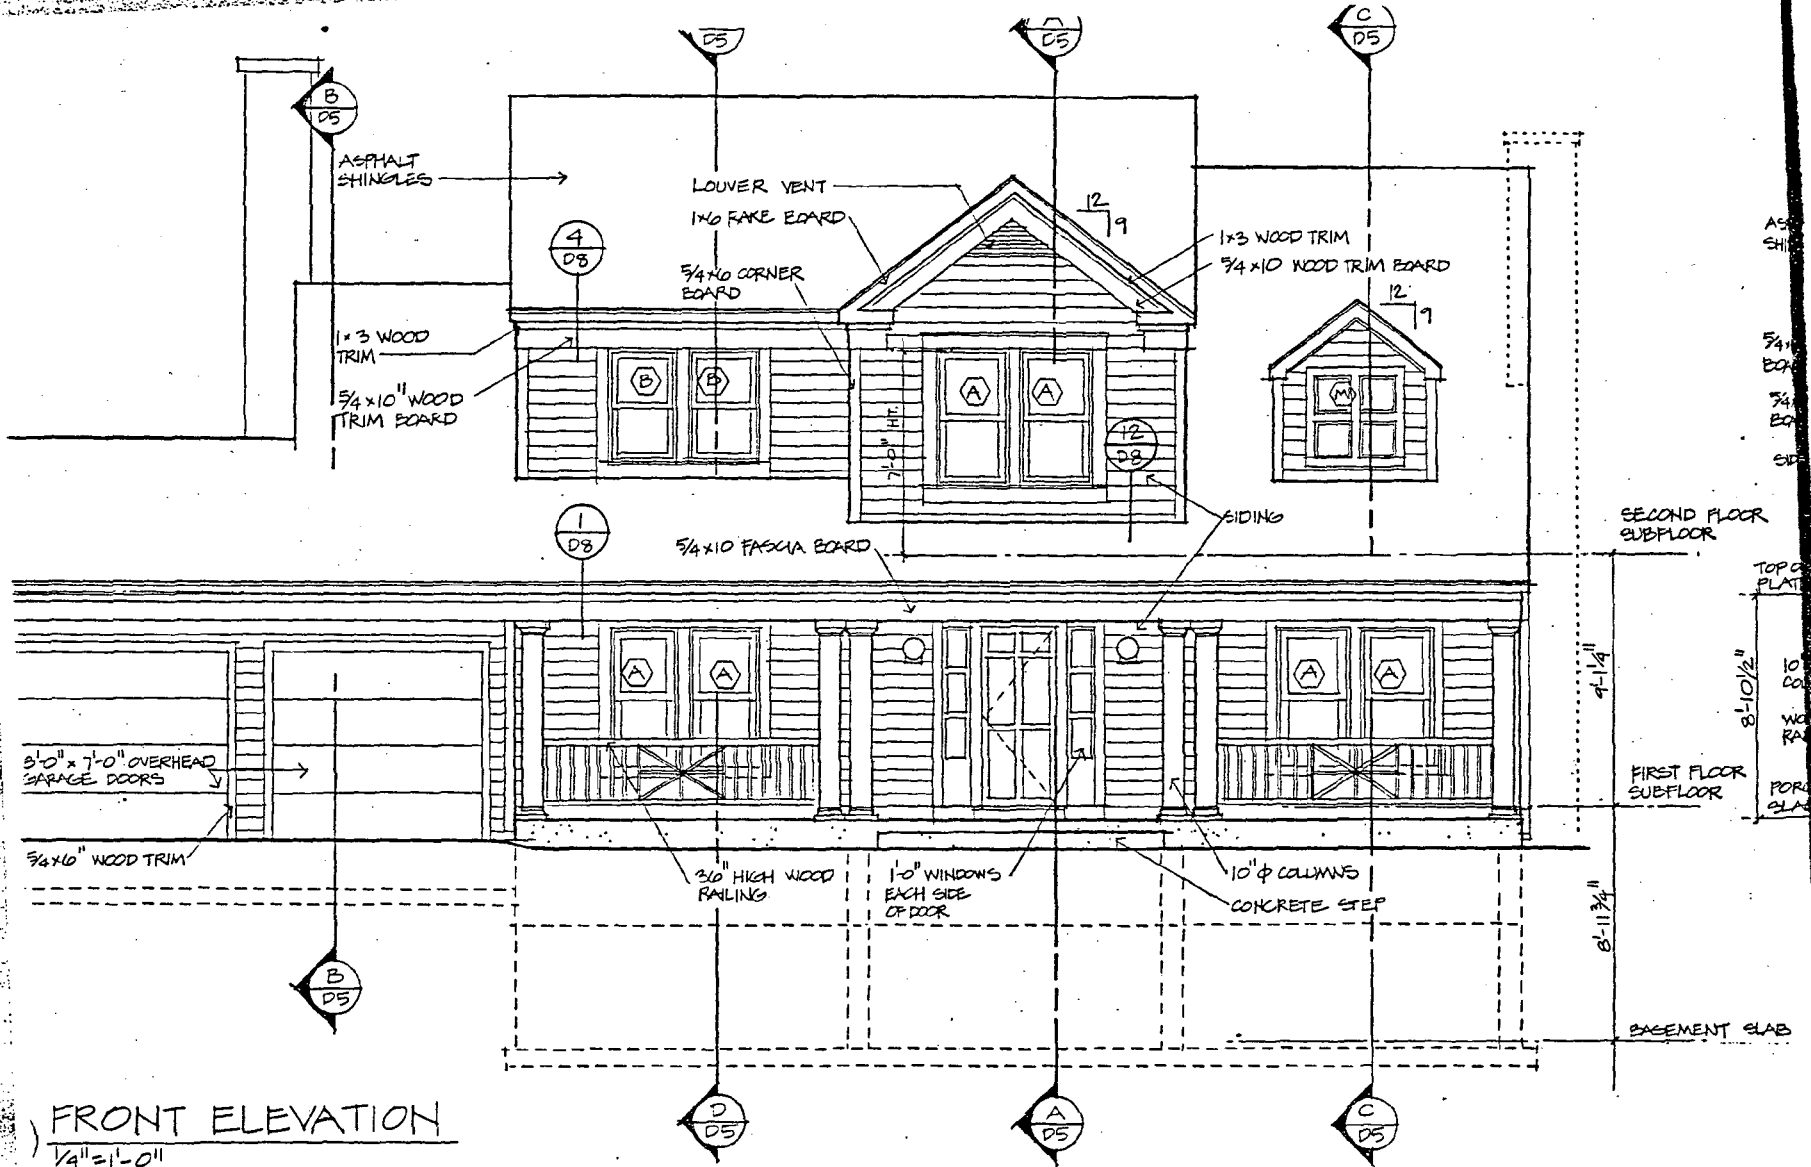 D5
A
D5
C
D5
B
D5
ASPHALT
SHINGLES
LOUVER VENT
1x6 RAKE BOARD
12
9
4
D8
1x3 WOOD TRIM
5/4x10 WOOD TRIM BOARD
5/4x6 CORNER
BOARD
12
9
1x3 WOOD
TRIM
5/4x10" WOOD
TRIM BOARD
B
B
A
A
M
7'-0" HT.
12
D8
SIDING
1
D8
5/4x10 FASCIA BOARD
SECOND FLOOR
SUBFLOOR
TOP O
PLAT
A
A
A
A
9'-1 1/4"
8'-10 1/2"
9'-0" x 7'-0" OVERHEAD
GARAGE DOORS
FIRST FLOOR
SUBFLOOR
5/4x6" WOOD TRIM
36" HIGH WOOD
RAILING
1'-0" WINDOWS
EACH SIDE
OF DOOR
10" ϕ COLUMNS
CONCRETE STEP
8'-11 3/4"
B
D5
BASEMENT SLAB
D
D5
A
D5
C
D5
FRONT ELEVATION
1/4"=1'-0"